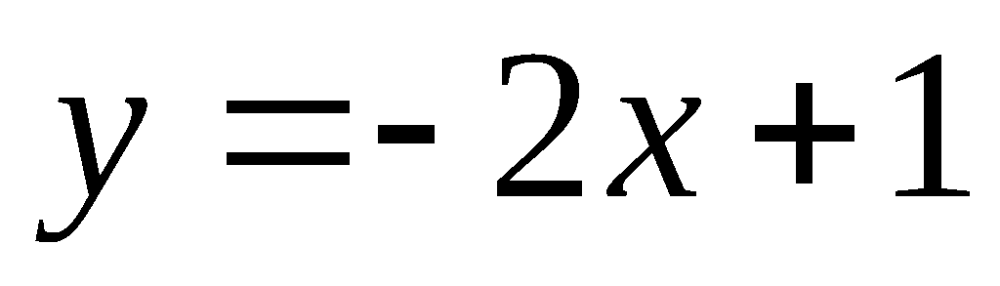 y = - 2x + 1